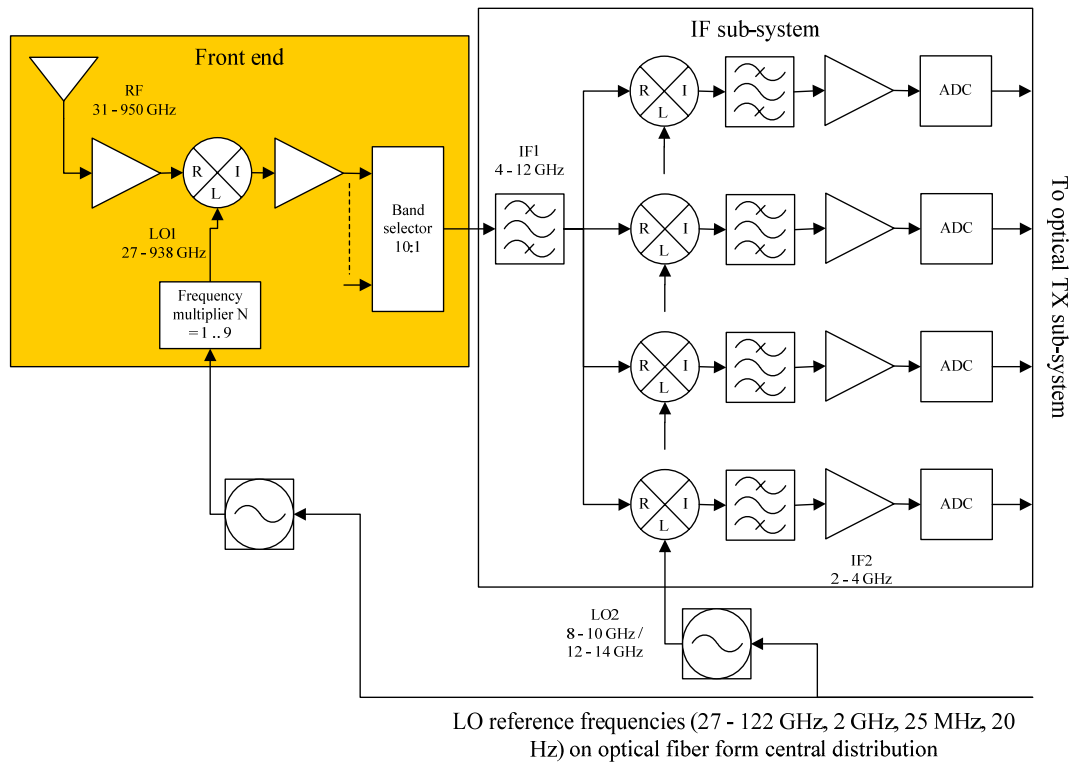 IF sub-system
Front end
RF
31 - 950 GHz
R
I
L
LO1
27 - 938 GHz
Frequency
multiplier N
= 1 .. 9
Band
selector
10:1
IF1
4 - 12 GHz
R
I
L
ADC
R
I
L
ADC
R
I
L
ADC
R
I
L
ADC
IF2
2 - 4 GHz
LO2
8 - 10 GHz /
12 - 14 GHz
To optical TX sub-system
LO reference frequencies (27 - 122 GHz, 2 GHz, 25 MHz, 20
Hz) on optical fiber form central distribution